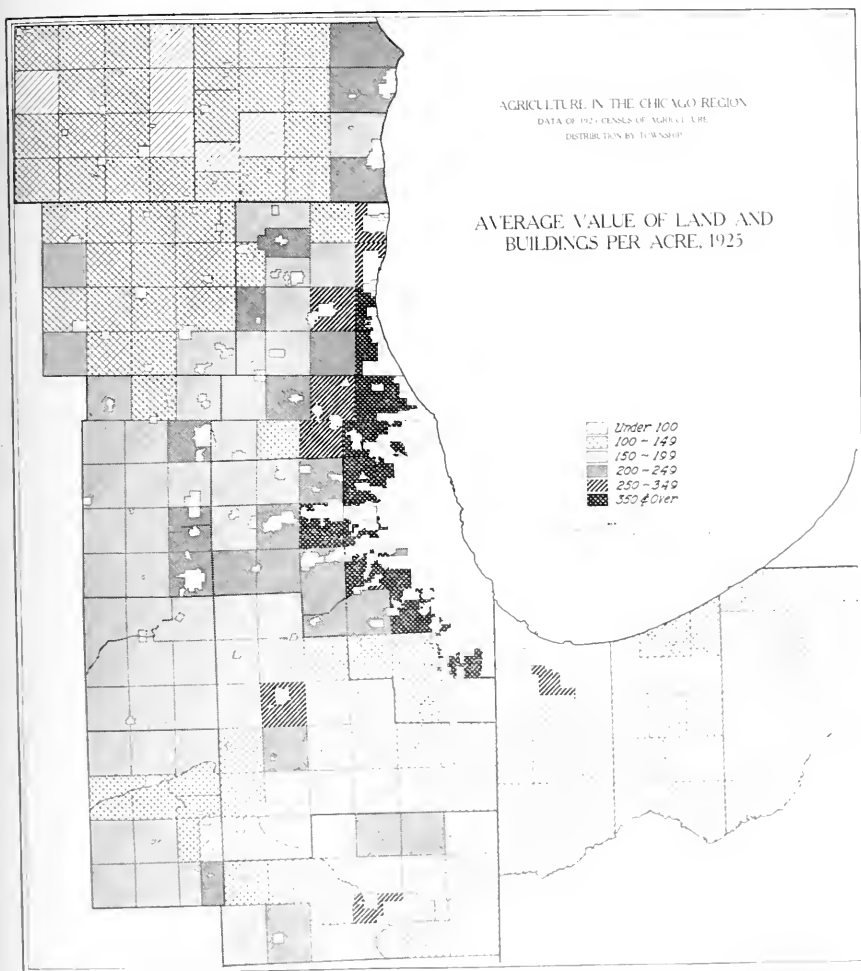 AGRICULTURE IN THE CHICAGO REGION
DATA OF 1925 CENSUS OF AGRICULTURE
DISTRIBUTION BY TOWNSHIP
AVERAGE VALUE OF LAND AND
BUILDINGS PER ACRE, 1925
Under 100
100 - 149
150 - 199
200 - 249
250 - 349
350 & Over